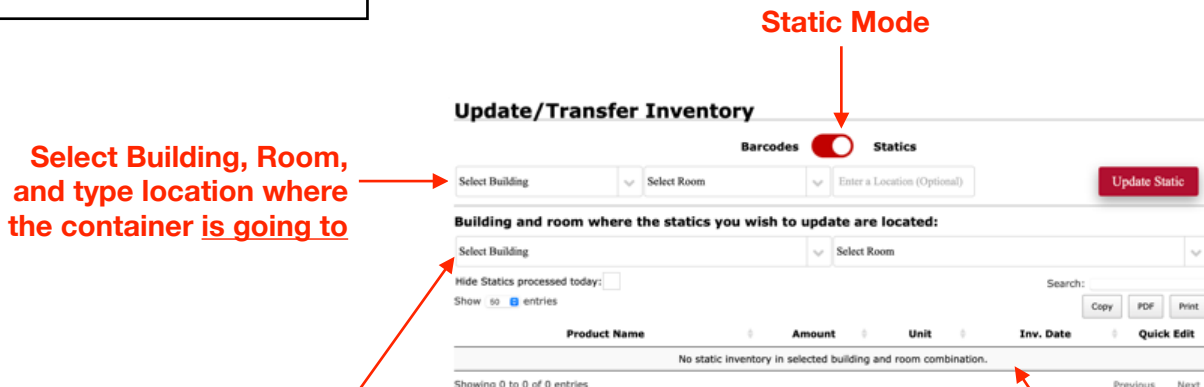 Static Mode
Update/Transfer Inventory
Barcodes Statics
Select Building, Room,
and type location where
the container is going to
Select Building Select Room Enter a Location (Optional) Update Static
Building and room where the statics you wish to update are located:
Select Building Select Room
Hide Statics processed today:
Search:
Show 50 entries
Copy PDF Print
Product Name Amount Unit Inv. Date Quick Edit
No static inventory in selected building and room combination.
Showing 0 to 0 of 0 entries Previous Next